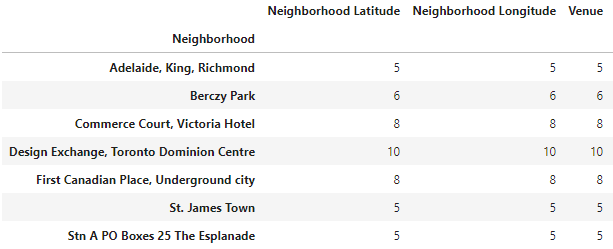 Neighborhood Latitude Neighborhood Longitude Venue
Neighborhood
Adelaide, King, Richmond 5 5 5
Berczy Park 6 6 6
Commerce Court, Victoria Hotel 8 8 8
Design Exchange, Toronto Dominion Centre 10 10 10
First Canadian Place, Underground city 8 8 8
St. James Town 5 5 5
Stn A PO Boxes 25 The Esplanade 5 5 5